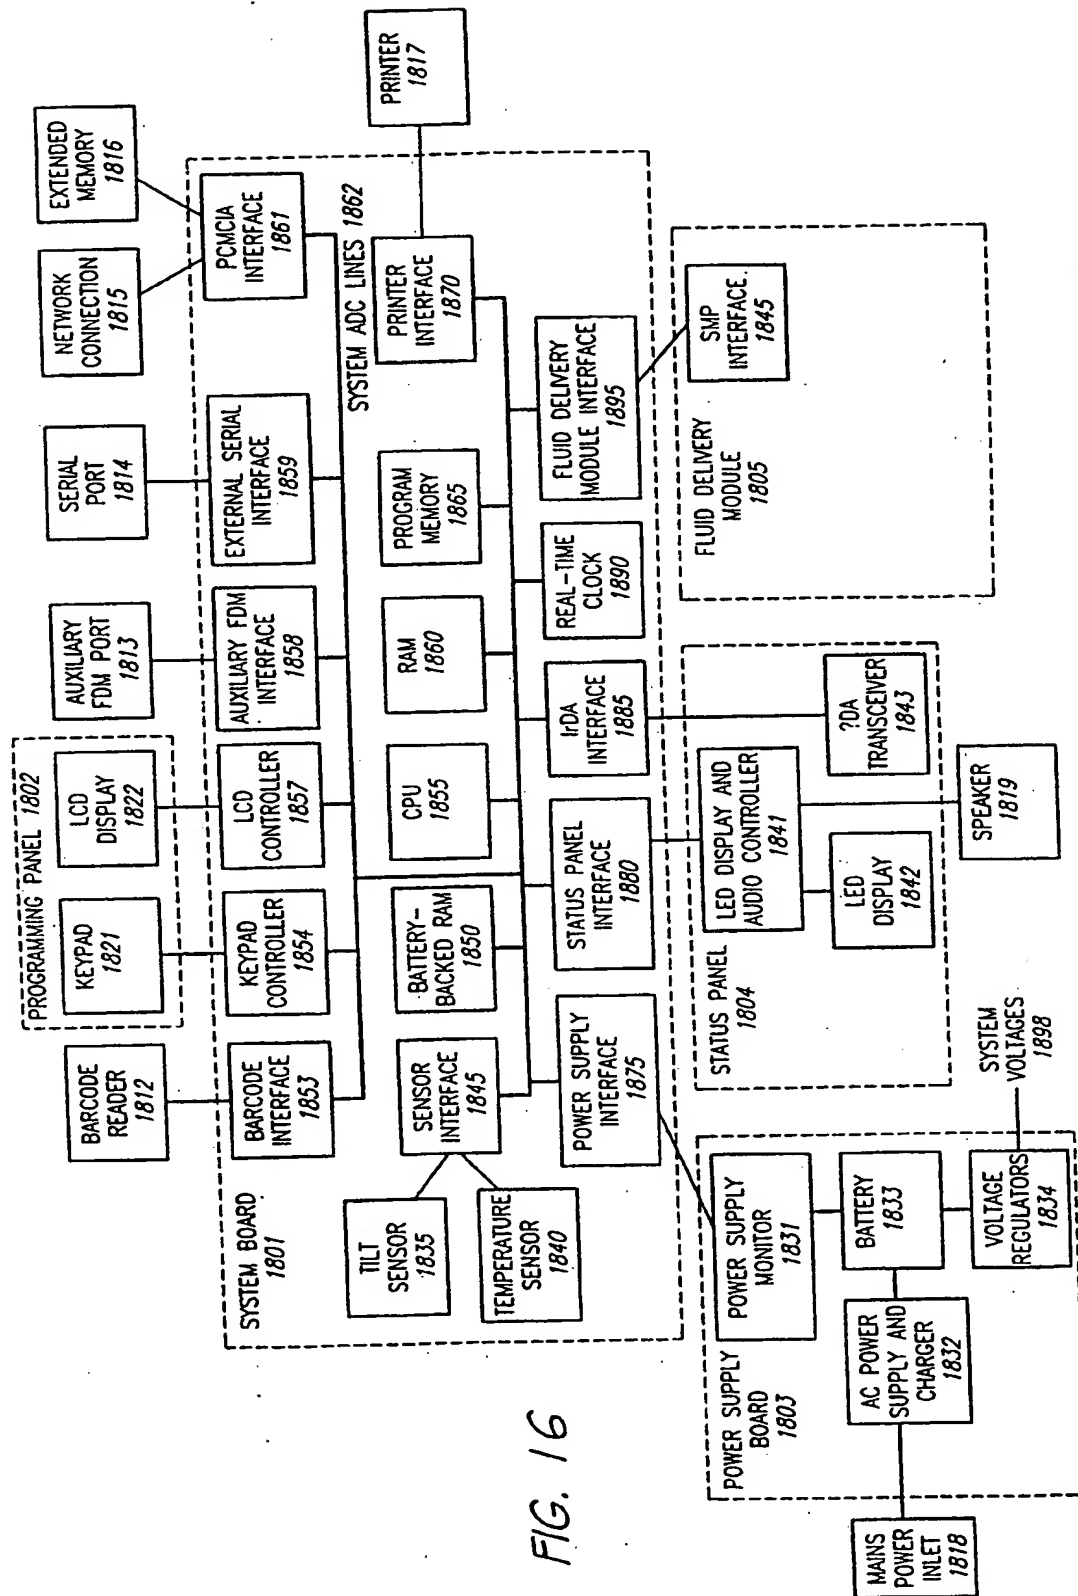 PROGRAMMING PANEL 1802
BARCODE
READER
1812
KEYPAD
1821
LCD
DISPLAY
1822
AUXILIARY
FDM PORT
1813
SERIAL
PORT
1814
NETWORK
CONNECTION
1815
EXTENDED
MEMORY
1816
SYSTEM BOARD
1801
BARCODE
INTERFACE
1853
KEYPAD
CONTROLLER
1854
LCD
CONTROLLER
1857
AUXILIARY FDM
INTERFACE
1858
EXTERNAL SERIAL
INTERFACE
1859
PCMCIA
INTERFACE
1861
SYSTEM ADC LINES 1862
TILT
SENSOR
1835
TEMPERATURE
SENSOR
1840
SENSOR
INTERFACE
1845
BATTERY-
BACKED RAM
1850
CPU
1855
RAM
1860
PROGRAM
MEMORY
1865
PRINTER
INTERFACE
1870
PRINTER
1817
POWER SUPPLY
INTERFACE
1875
STATUS PANEL
INTERFACE
1880
IrDA
INTERFACE
1885
REAL-TIME
CLOCK
1890
FLUID DELIVERY
MODULE INTERFACE
1895
POWER SUPPLY
BOARD
1803
POWER SUPPLY
MONITOR
1831
STATUS PANEL
1804
LED DISPLAY AND
AUDIO CONTROLLER
1841
FLUID DELIVERY
MODULE
1805
SMP
INTERFACE
1845
MAINS
POWER
INLET
1818
AC POWER
SUPPLY AND
CHARGER
1832
BATTERY
1833
LED
DISPLAY
1842
?DA
TRANSCEIVER
1843
VOLTAGE
REGULATORS
1834
SYSTEM
VOLTAGES
1898
SPEAKER
1819
FIG. 16